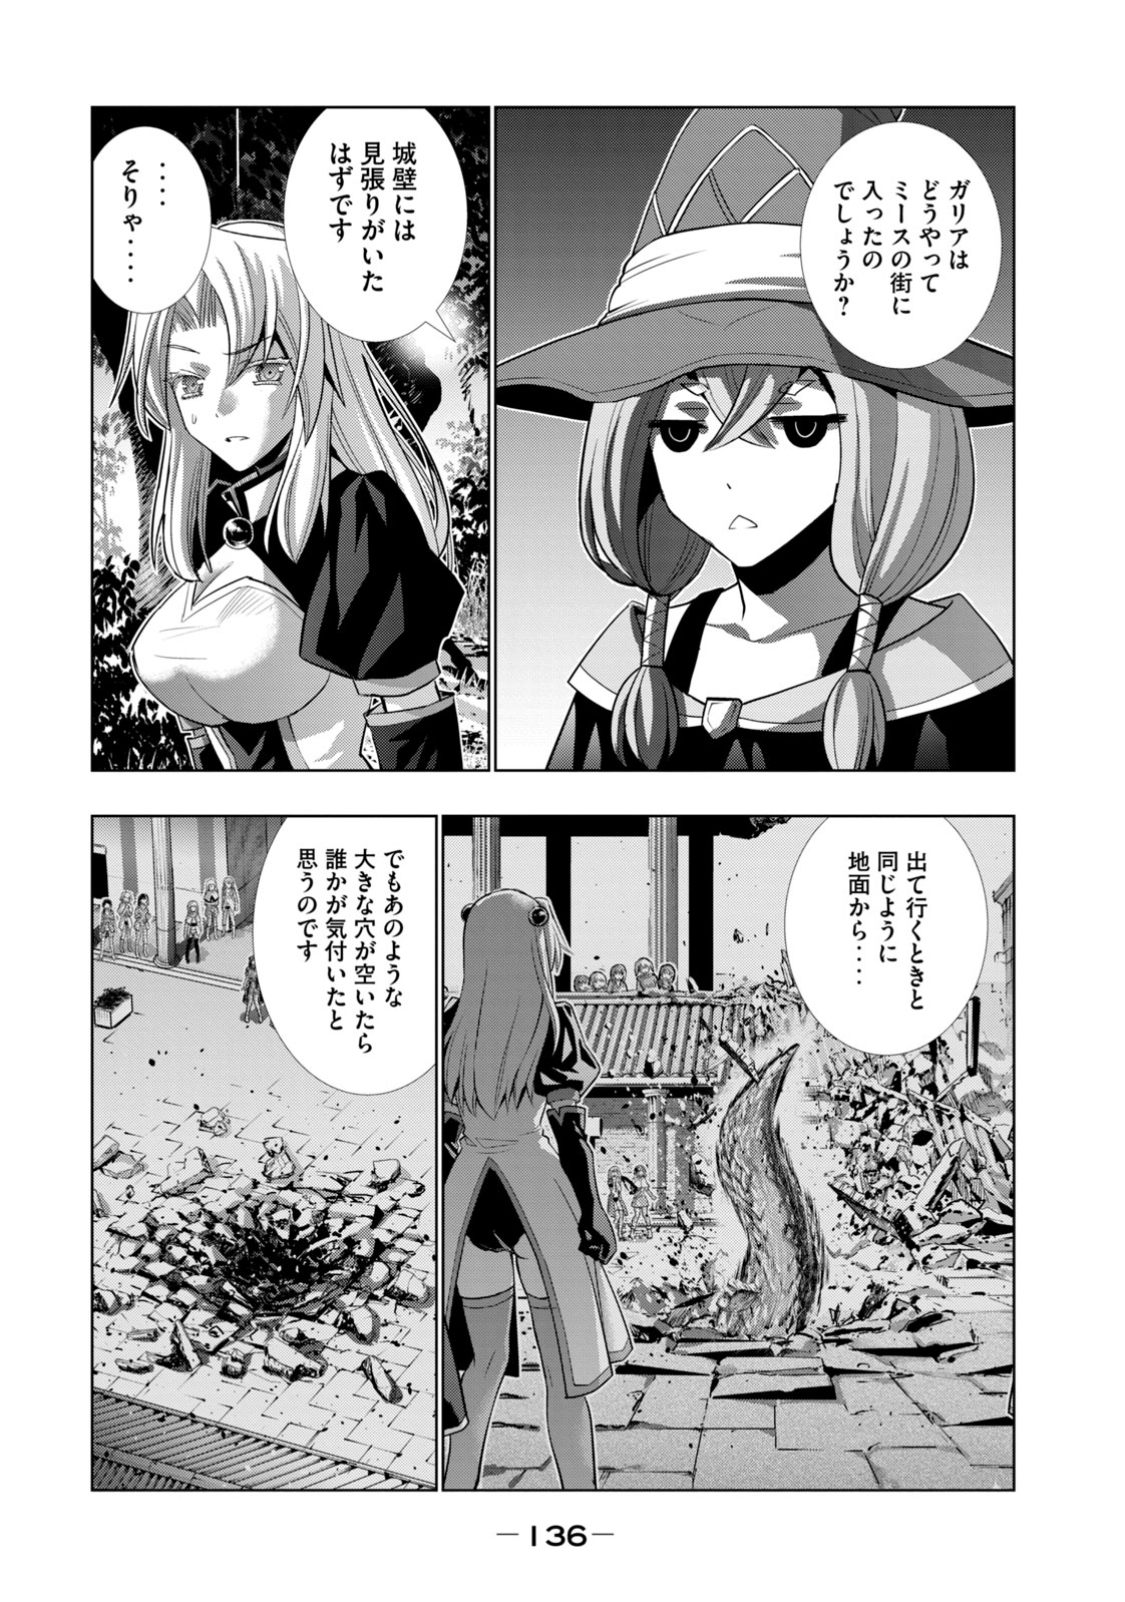 ガリアは
どうやって
ミースの街に
入ったの
でしょうか？
城壁には
見張りがいた
はずです
‥‥
そりゃ‥‥
出て行くときと
同じように
地面から‥‥
でもあのような
大きな穴が空いたら
誰かが気付いたと
思うのです
—136—